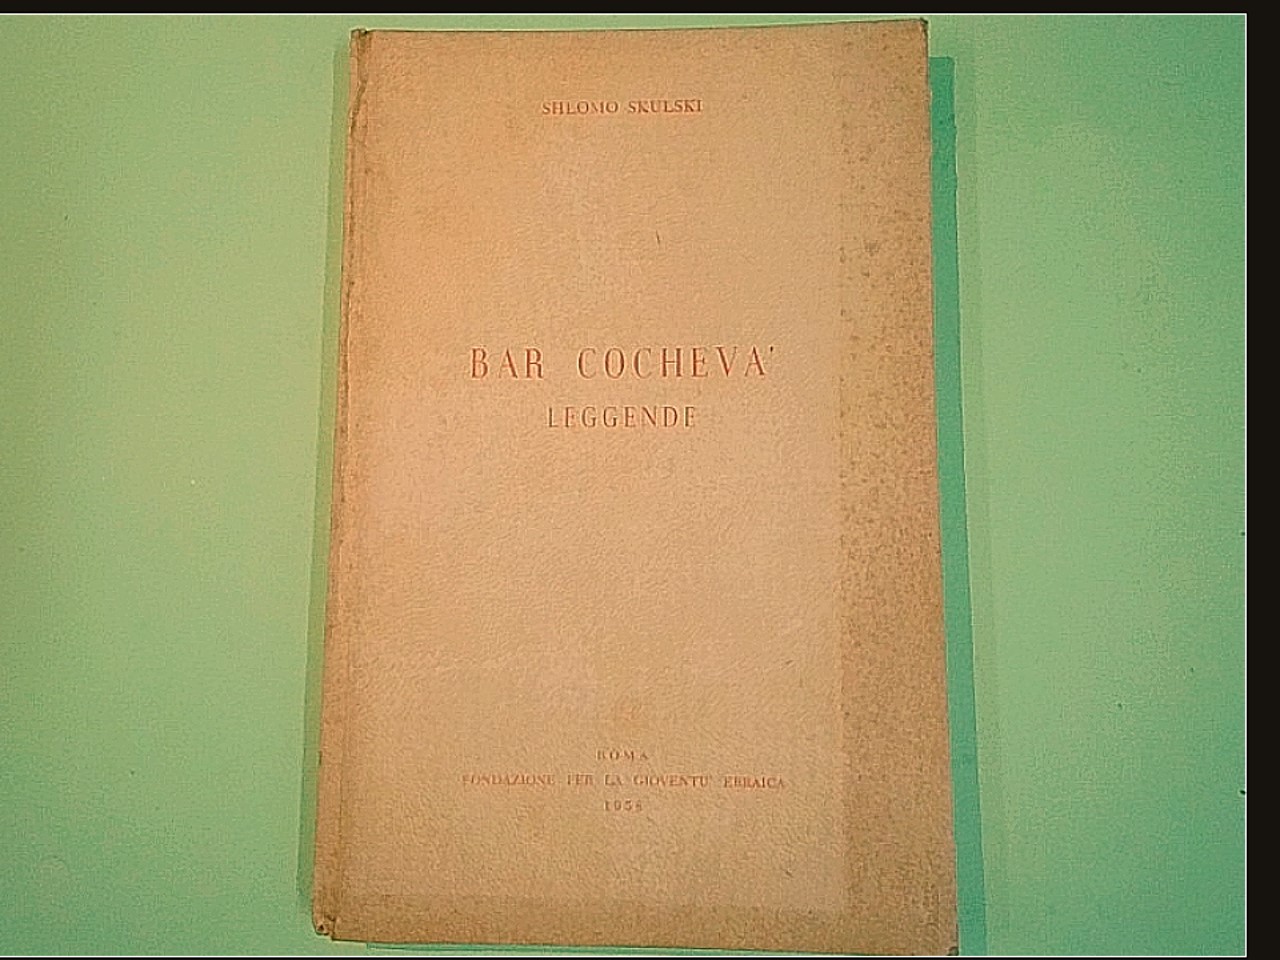 SHLOMO SKULSKI
BAR COCHEVA'
LEGGENDE
ROMA
FONDAZIONE PER LA GIOVENTU' EBRAICA